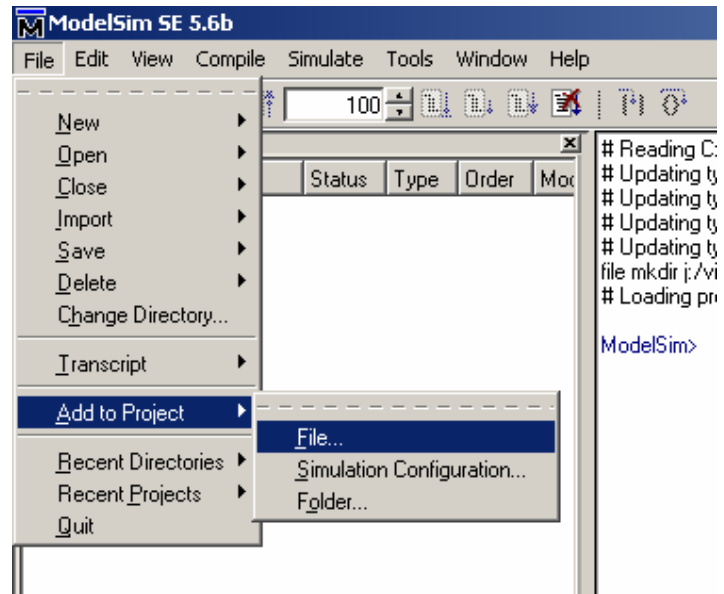 ModelSim SE 5.6b
File Edit View Compile Simulate Tools Window Help
100
New
Open
Close
Import
Save
Delete
Change Directory...
Transcript
Add to Project
Recent Directories
Recent Projects
Quit
File...
Simulation Configuration...
Folder...
Status Type Order
# Reading C:
# Updating
# Updating
# Updating
# Updating
file mkdir j:/vi
# Loading
ModelSim>